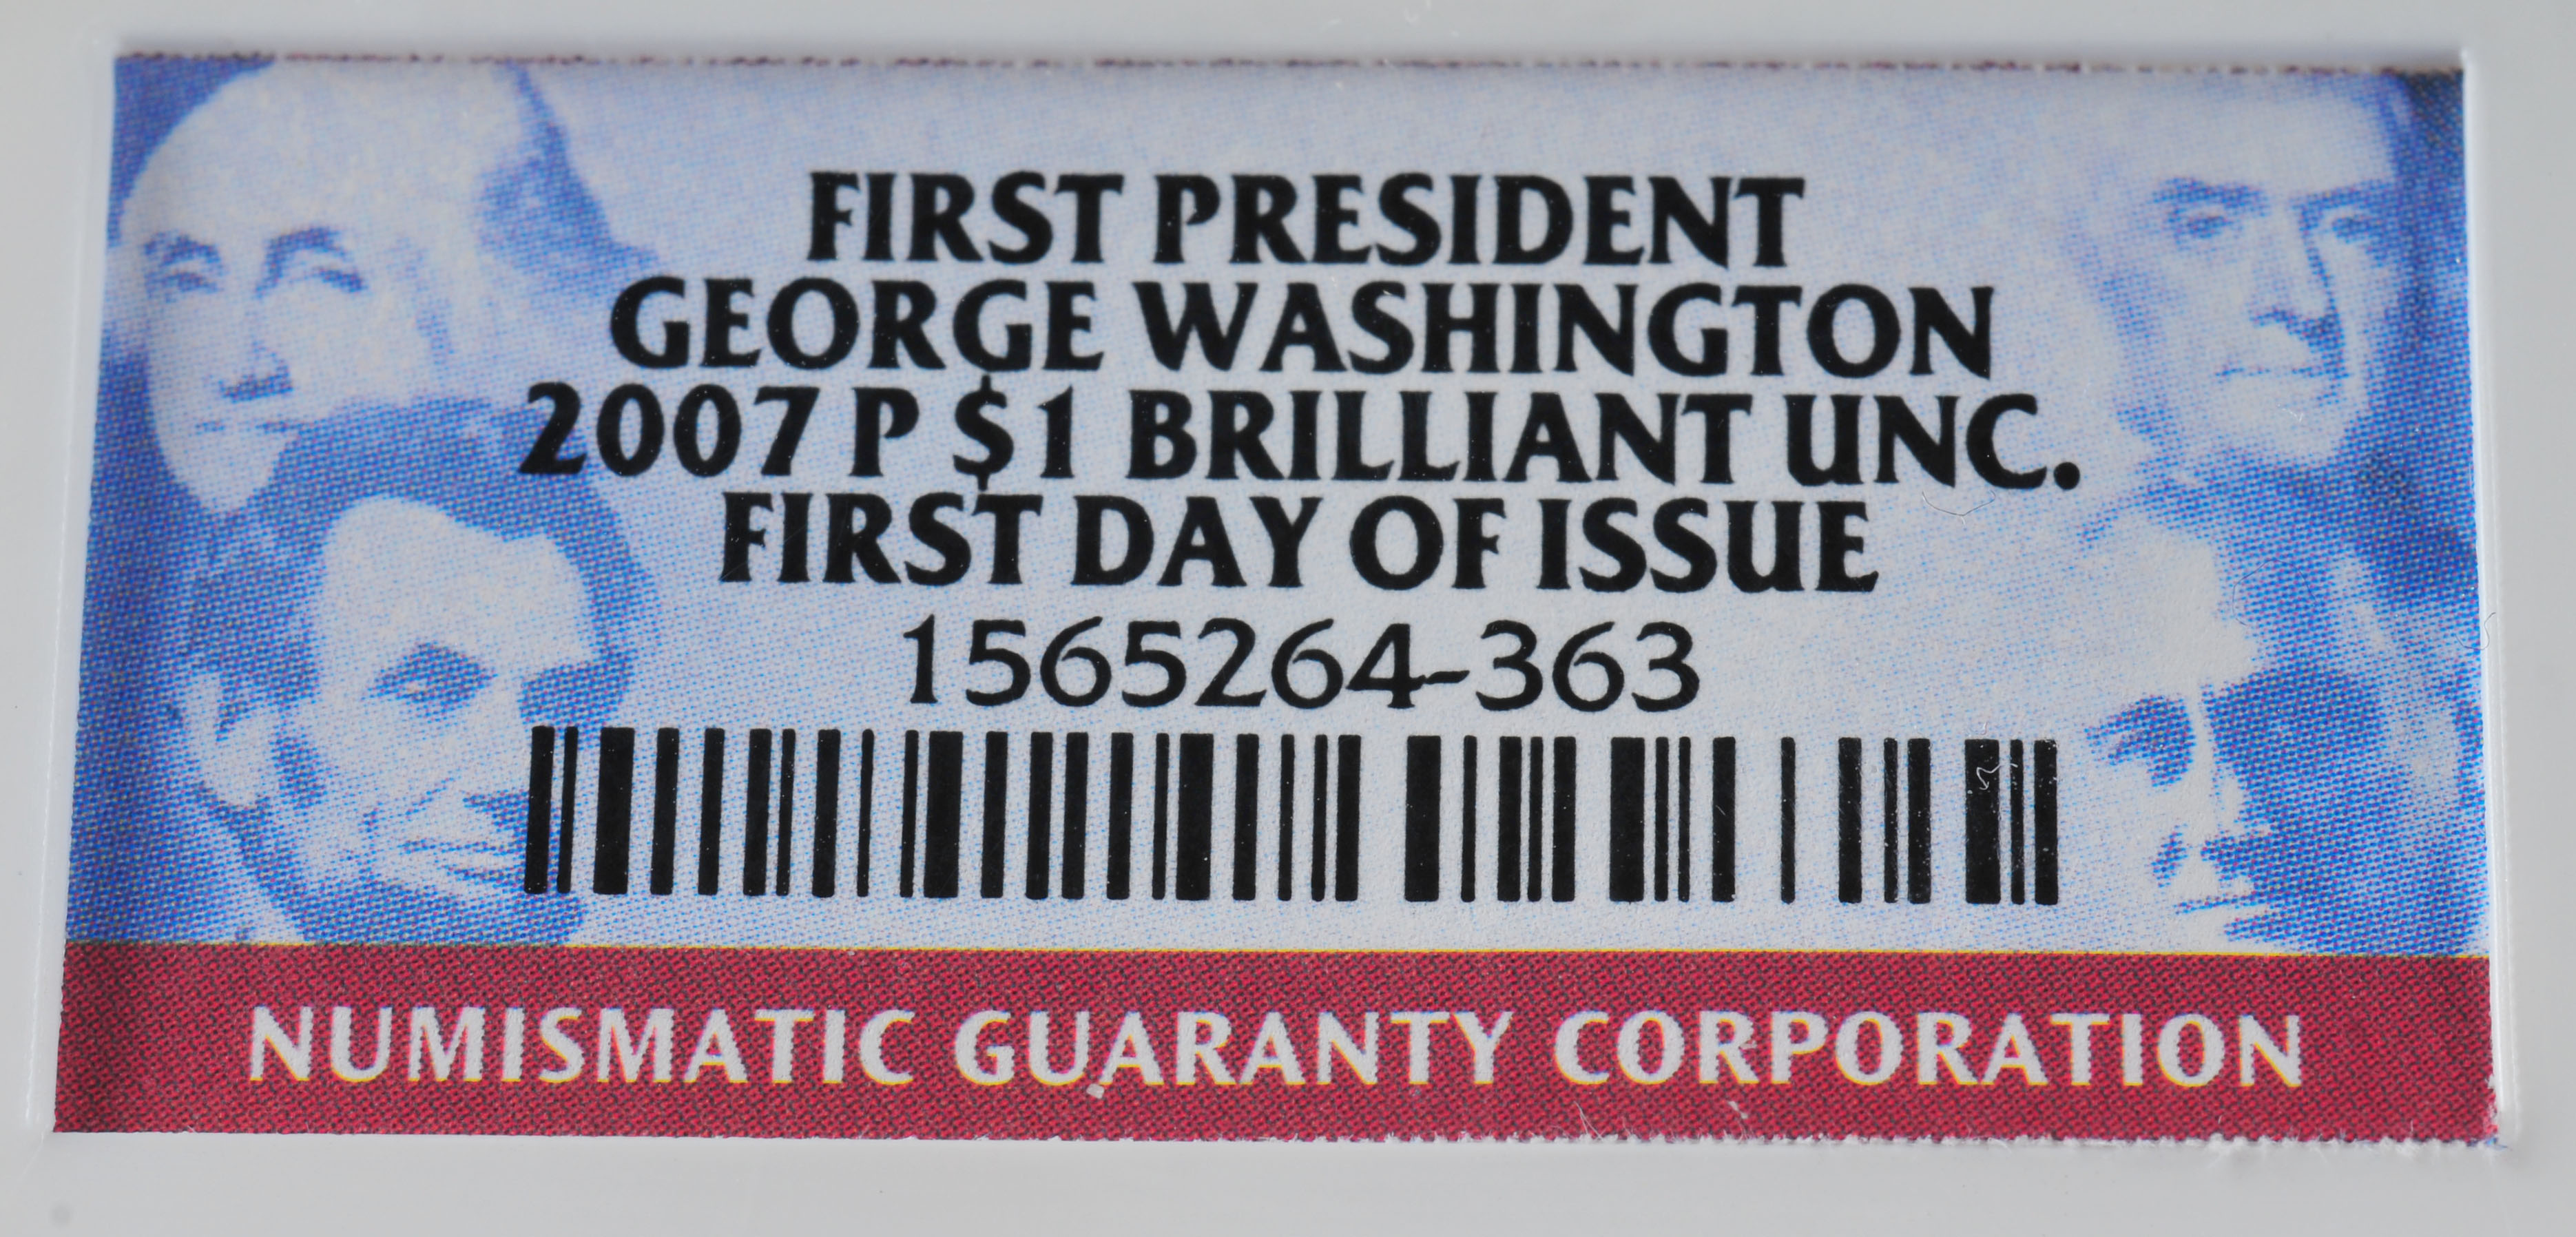 FIRST PRESIDENT
GEORGE WASHINGTON
2007 P $1 BRILLIANT UNC.
FIRST DAY OF ISSUE
1565264-363
NUMISMATIC GUARANTY CORPORATION